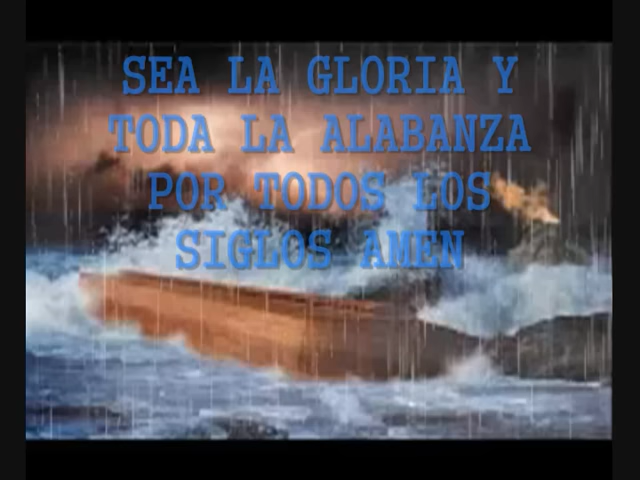 SEA LA GLORIA Y
TODA LA ALABANZA
POR TODOS LOS
SIGLOS AMEN